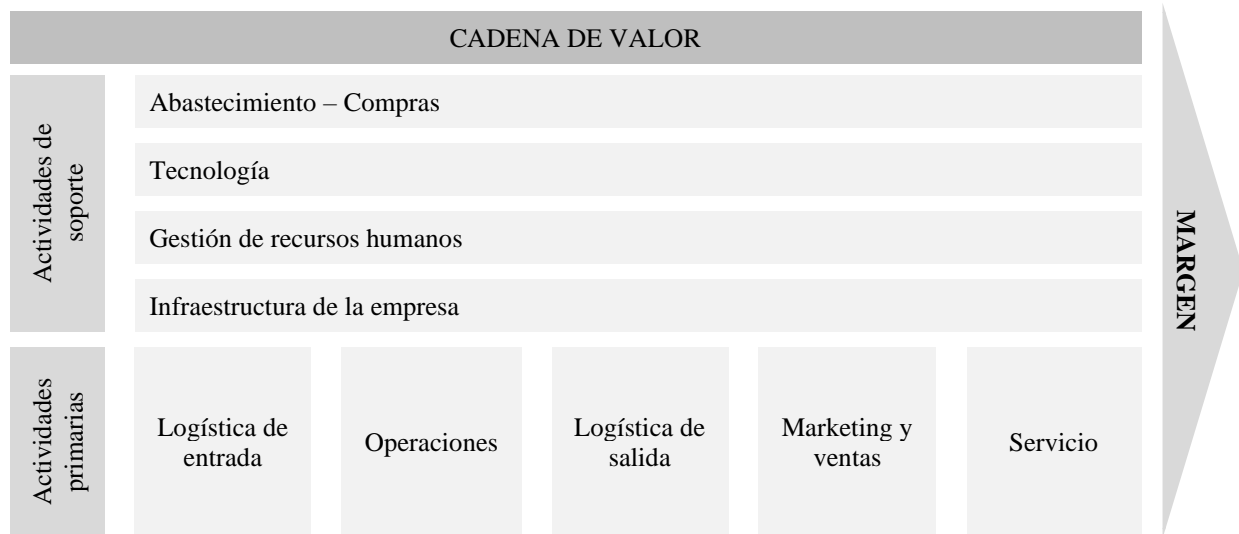 CADENA DE VALOR
Actividades de
soporte
Abastecimiento – Compras
Tecnología
Gestión de recursos humanos
Infraestructura de la empresa
Actividades
primarias
Logística de
entrada
Operaciones
Logística de
salida
Marketing y
ventas
Servicio
MARGEN